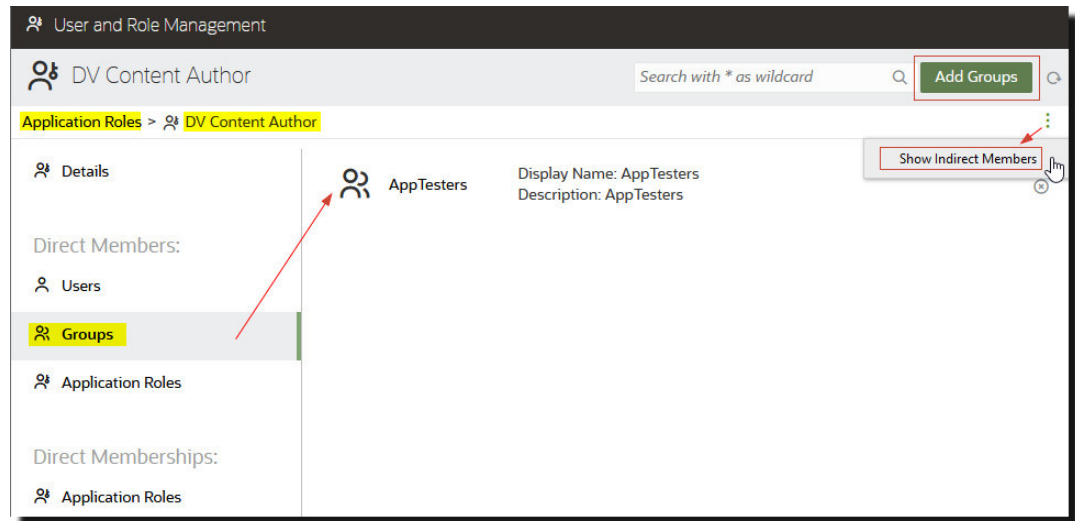 User and Role Management
DV Content Author
Search with * as wildcard
Add Groups
Application Roles > DV Content Author
Show Indirect Members
Details
AppTesters
Display Name: AppTesters
Description: AppTesters
Direct Members:
Users
Groups
Application Roles
Direct Memberships:
Application Roles